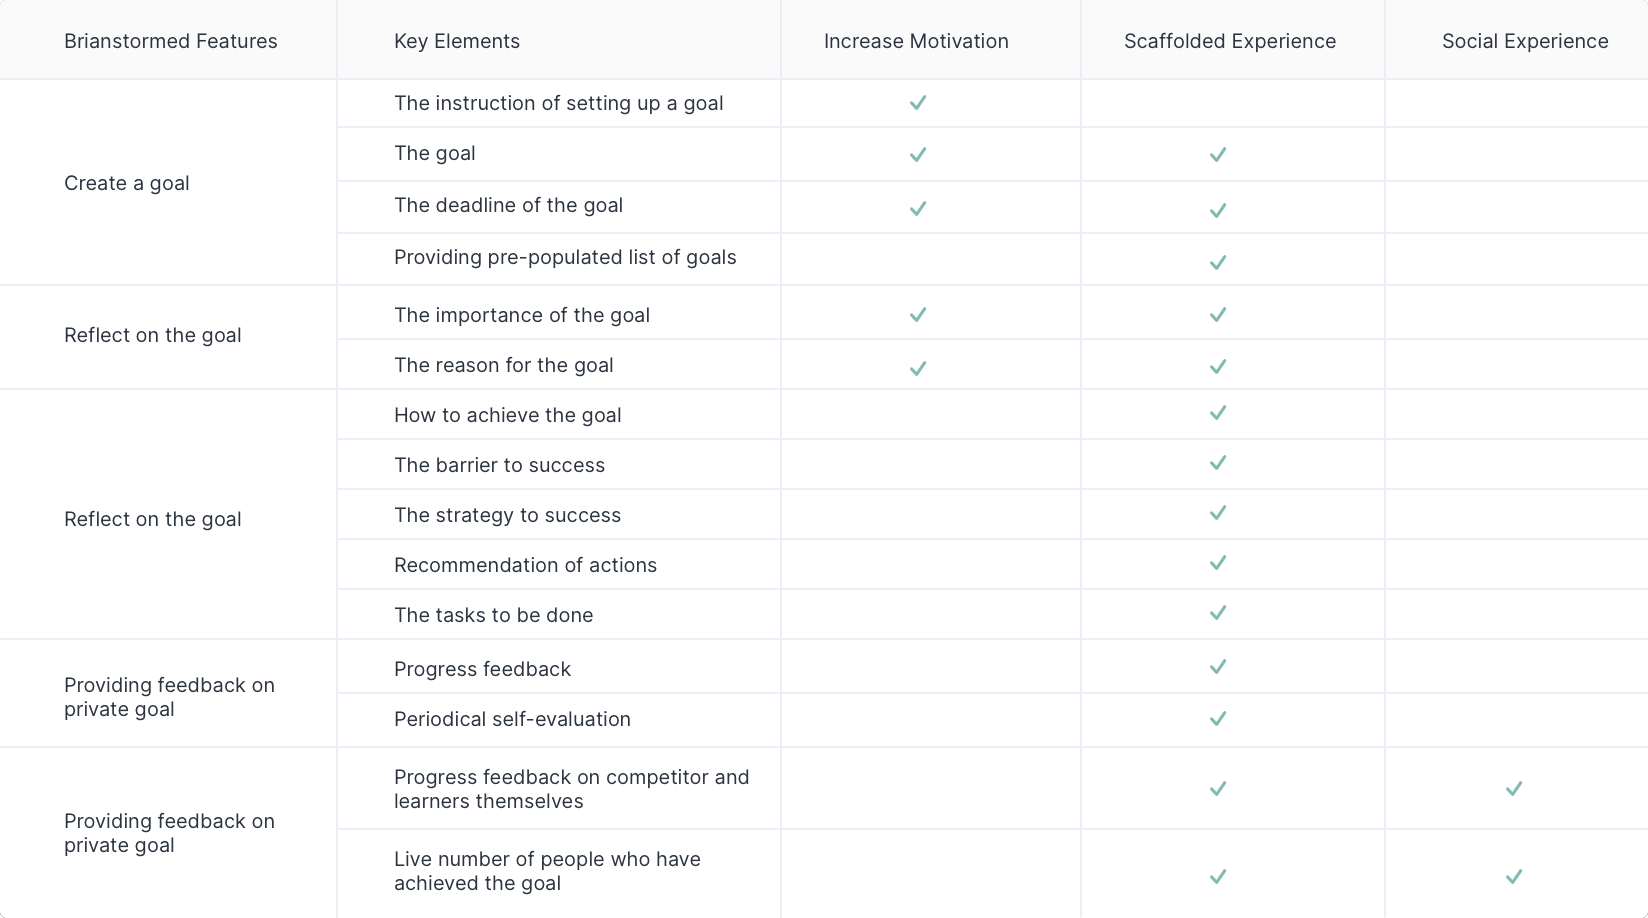 Brianstormed Features
Key Elements
Increase Motivation
Scaffolded Experience
Social Experience
Create a goal
The instruction of setting up a goal
The goal
The deadline of the goal
Providing pre-populated list of goals
Reflect on the goal
The importance of the goal
The reason for the goal
Reflect on the goal
How to achieve the goal
The barrier to success
The strategy to success
Recommendation of actions
The tasks to be done
Providing feedback on
private goal
Progress feedback
Periodical self-evaluation
Providing feedback on
private goal
Progress feedback on competitor and
learners themselves
Live number of people who have
achieved the goal